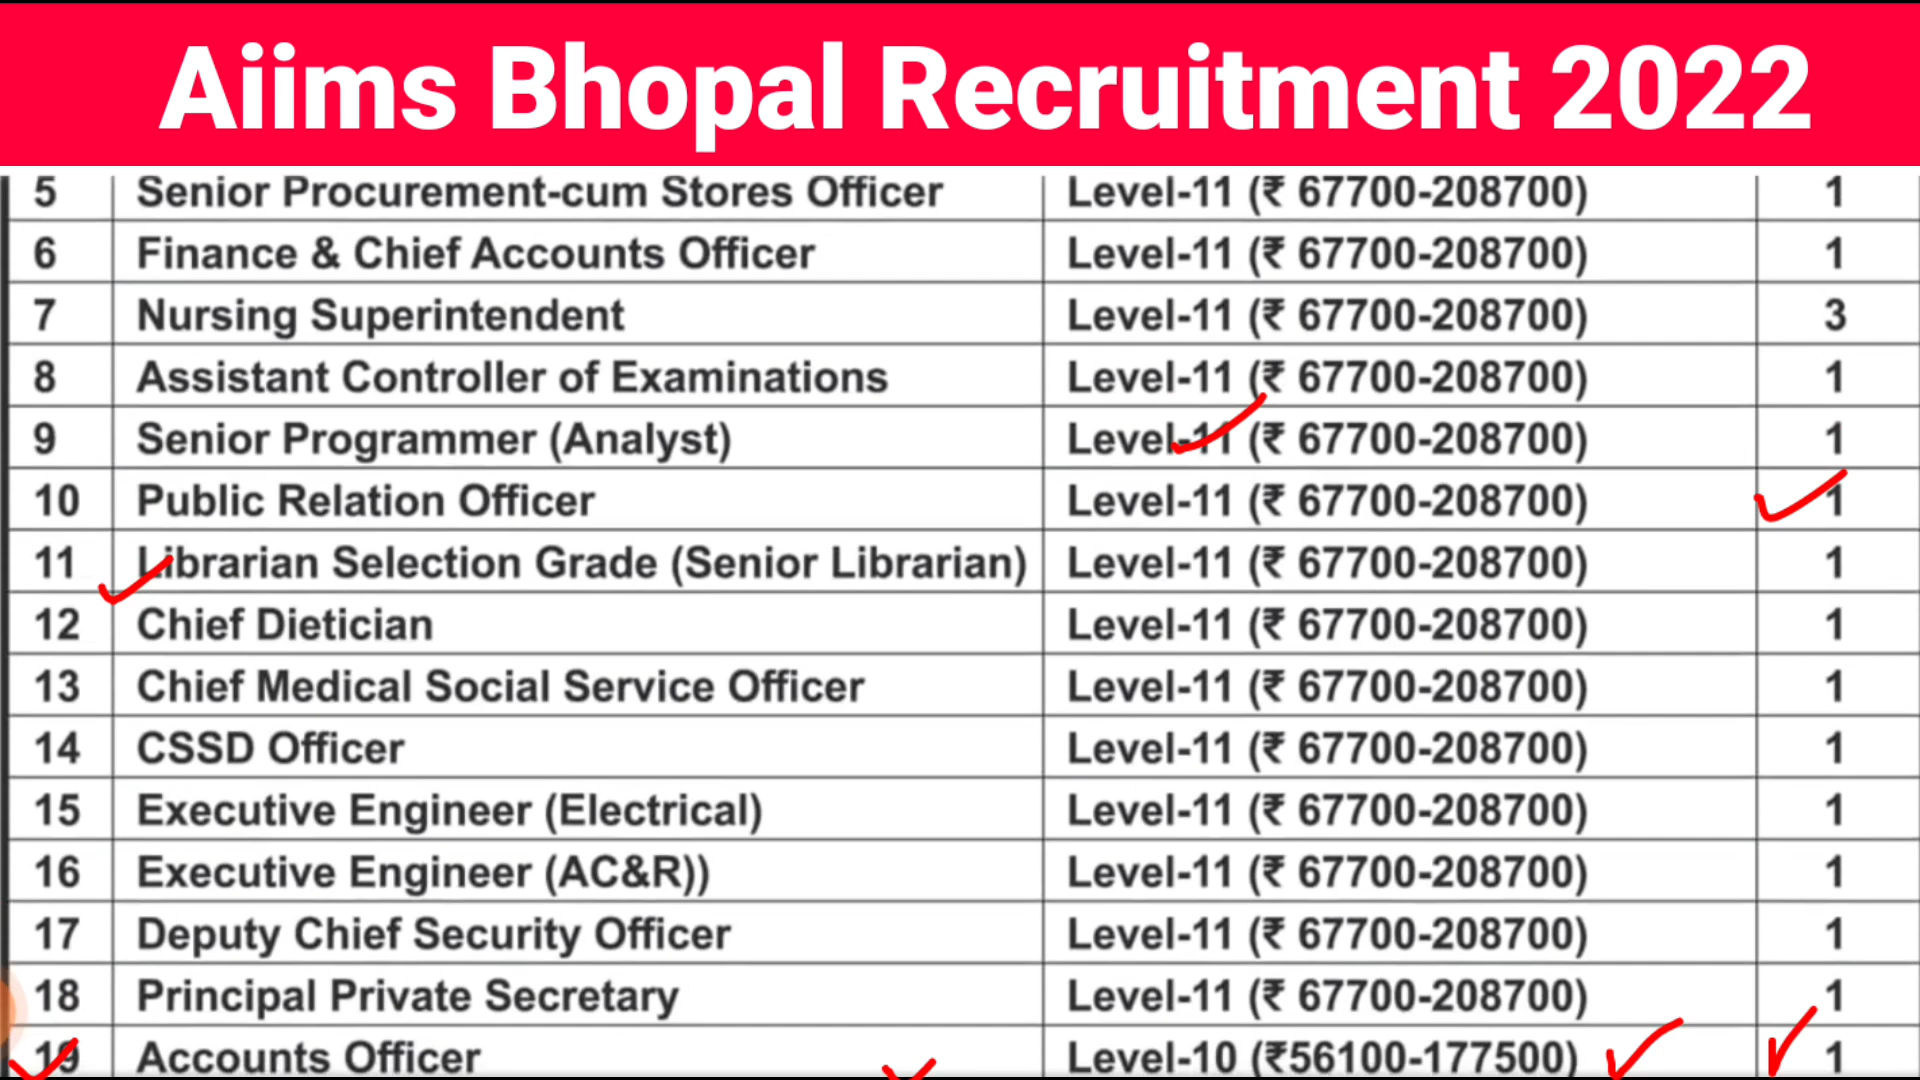 Aiims Bhopal Recruitment 2022
5 Senior Procurement-cum Stores Officer Level-11 (₹ 67700-208700) 1
6 Finance & Chief Accounts Officer Level-11 (₹ 67700-208700) 1
7 Nursing Superintendent Level-11 (₹ 67700-208700) 3
8 Assistant Controller of Examinations Level-11 (₹ 67700-208700) 1
9 Senior Programmer (Analyst) Level-11 (₹ 67700-208700) 1
10 Public Relation Officer Level-11 (₹ 67700-208700) 1
11 Librarian Selection Grade (Senior Librarian) Level-11 (₹ 67700-208700) 1
12 Chief Dietician Level-11 (₹ 67700-208700) 1
13 Chief Medical Social Service Officer Level-11 (₹ 67700-208700) 1
14 CSSD Officer Level-11 (₹ 67700-208700) 1
15 Executive Engineer (Electrical) Level-11 (₹ 67700-208700) 1
16 Executive Engineer (AC&R)) Level-11 (₹ 67700-208700) 1
17 Deputy Chief Security Officer Level-11 (₹ 67700-208700) 1
18 Principal Private Secretary Level-11 (₹ 67700-208700) 1
19 Accounts Officer Level-10 (₹56100-177500) 1